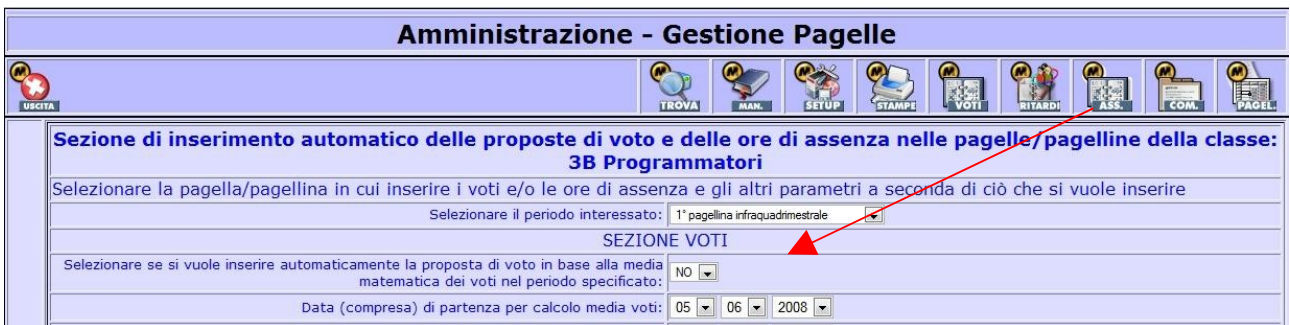 Amministrazione - Gestione Pagelle
USCITA TROVA MAN. SETUP STAMPE VOTI RITARDI ASS. COM. PAGEL.
Sezione di inserimento automatico delle proposte di voto e delle ore di assenza nelle pagelle/pagelline della classe:
3B Programmatori
Selezionare la pagella/pagellina in cui inserire i voti e/o le ore di assenza e gli altri parametri a seconda di ciò che si vuole inserire
Selezionare il periodo interessato: 1° pagellina infraquadrimestrale
SEZIONE VOTI
Selezionare se si vuole inserire automaticamente la proposta di voto in base alla media
matematica dei voti nel periodo specificato: NO
Data (compresa) di partenza per calcolo media voti: 05 06 2008